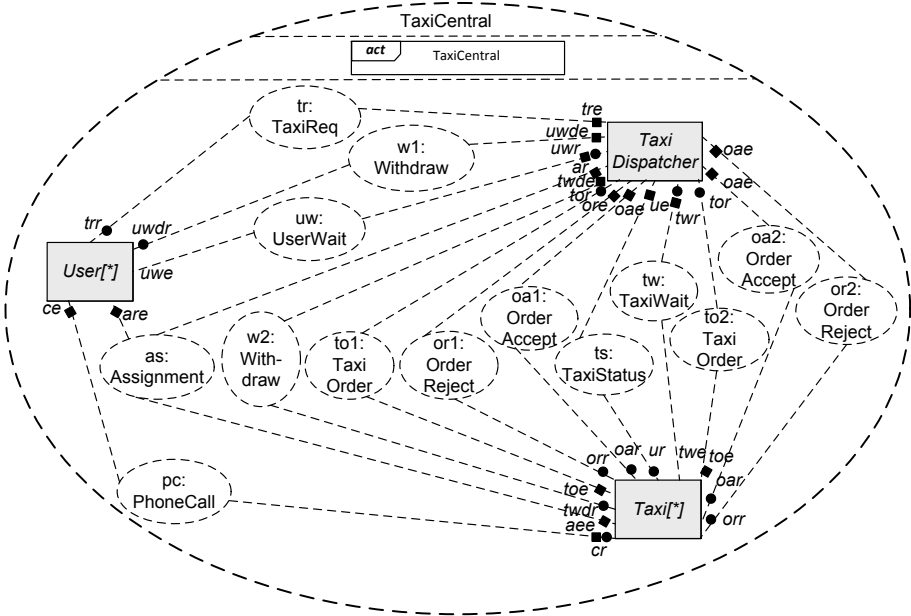 TaxiCentral
act
TaxiCentral
tr:
TaxiReq
tre
uwde
uwr
ar
twde
tor
ore
oae
ue
twr
tor
oae
oae
Taxi
Dispatcher
w1:
Withdraw
uw:
UserWait
trr
uwdr
uwe
User[*]
ce
are
as:
Assignment
w2:
With-
draw
to1:
Taxi
Order
or1:
Order
Reject
oa1:
Order
Accept
ts:
TaxiStatus
tw:
TaxiWait
to2:
Taxi
Order
oa2:
Order
Accept
or2:
Order
Reject
pc:
PhoneCall
orr
oar
ur
twe
toe
oar
orr
toe
twdr
aee
cr
Taxi[*]